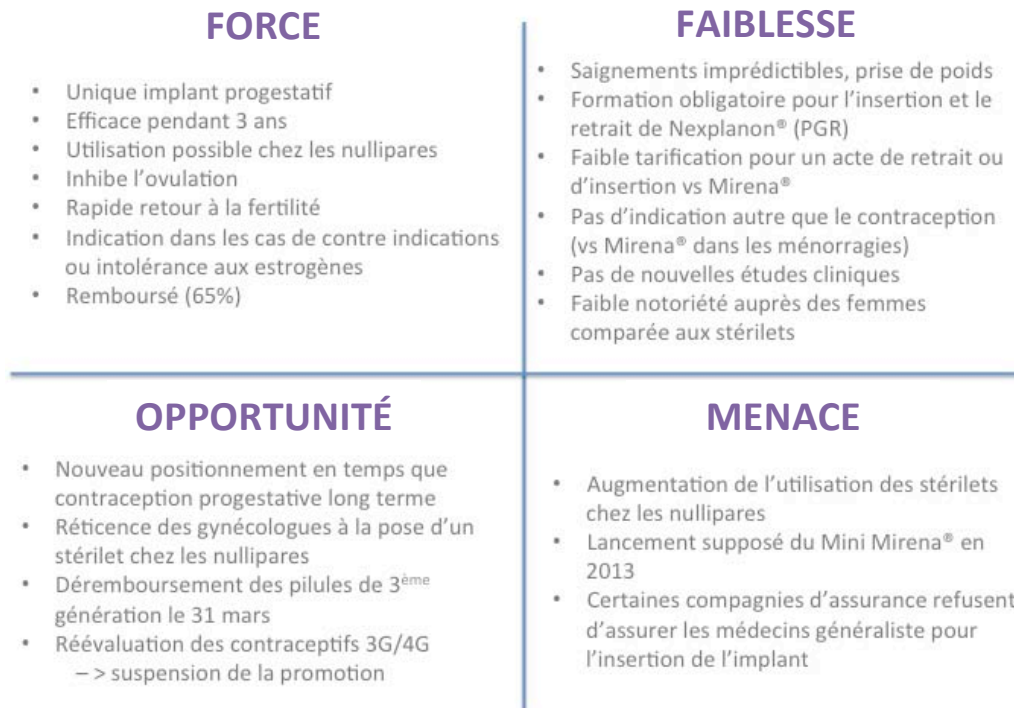 FORCE
• Unique implant progestatif
• Efficace pendant 3 ans
• Utilisation possible chez les nullipares
• Inhibe l'ovulation
• Rapide retour à la fertilité
• Indication dans les cas de contre indications
ou intolérance aux estrogènes
• Remboursé (65%)
FAIBLESSE
• Saignements imprédictibles, prise de poids
• Formation obligatoire pour l'insertion et le
retrait de Nexplanon® (PGR)
• Faible tarification pour un acte de retrait ou
d'insertion vs Mirena®
• Pas d'indication autre que le contraception
(vs Mirena® dans les ménorragies)
• Pas de nouvelles études cliniques
• Faible notoriété auprès des femmes
comparée aux stérilets
OPPORTUNITÉ
• Nouveau positionnement en temps que
contraception progestative long terme
• Réticence des gynécologues à la pose d'un
stérilet chez les nullipares
• Déremboursement des pilules de 3ème
génération le 31 mars
• Réévaluation des contraceptifs 3G/4G
– > suspension de la promotion
MENACE
• Augmentation de l'utilisation des stérilets
chez les nullipares
• Lancement supposé du Mini Mirena® en
2013
• Certaines compagnies d'assurance refusent
d'assurer les médecins généraliste pour
l'insertion de l'implant